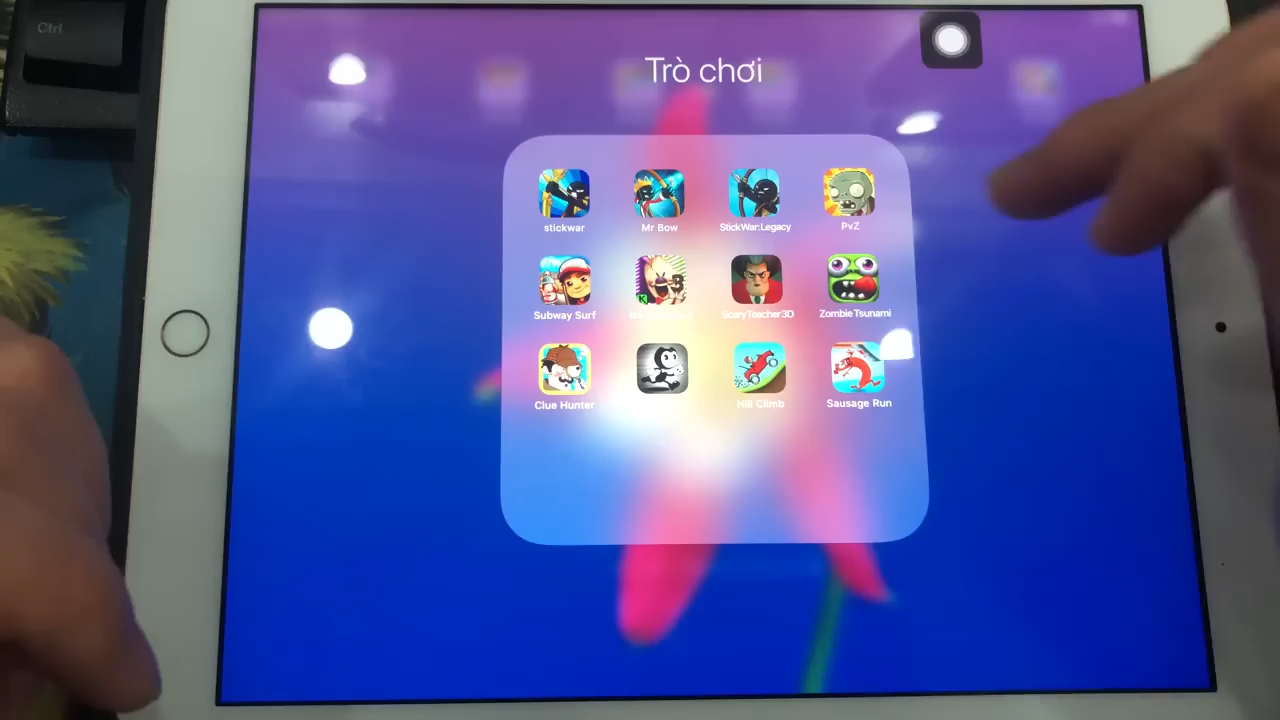 Ctrl
Trò chơi
stickwar
Mr Bow
StickWar:Legacy
PvZ
Subway Surf
ScaryTeacher3D
Zombie Tsunami
Clue Hunter
Hill Climb
Sausage Run